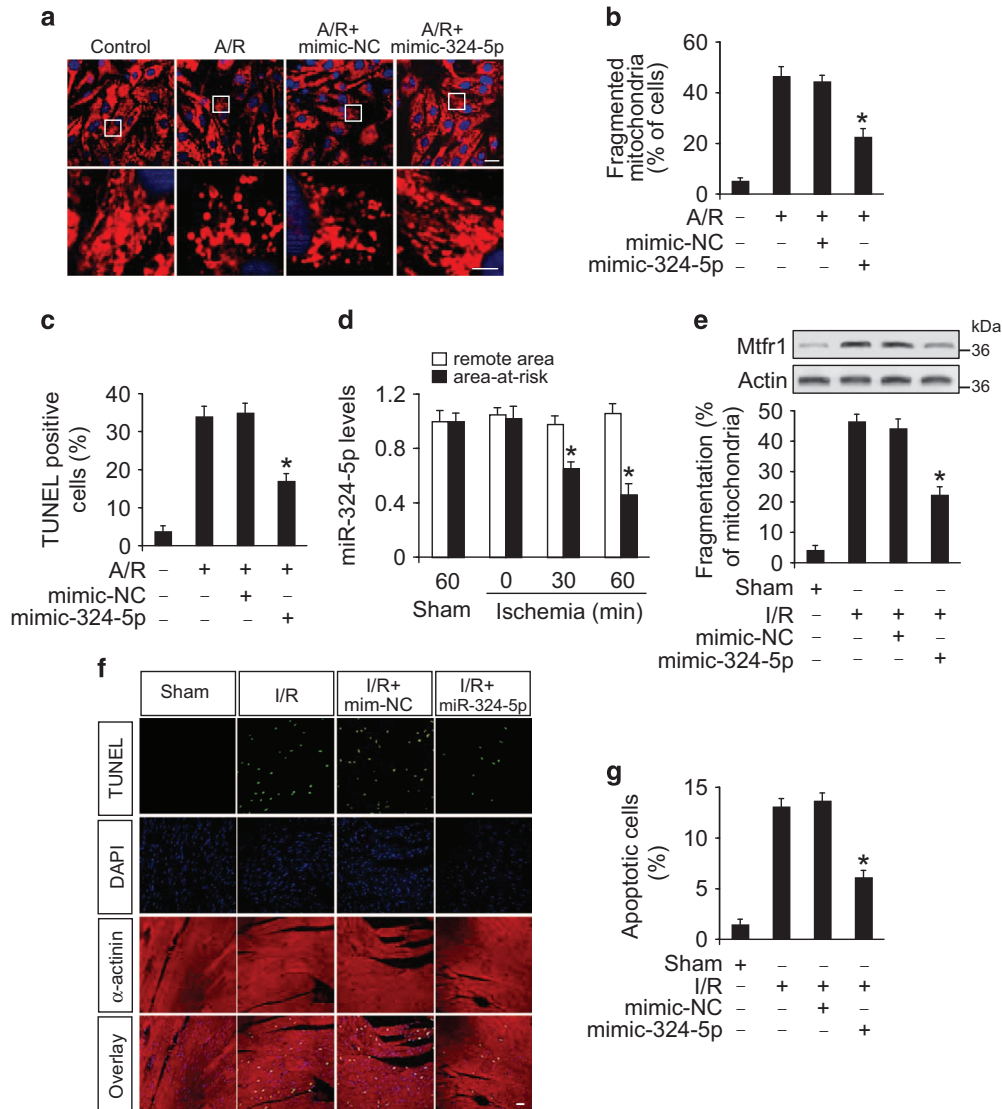 a
Control
A/R
A/R+
mimic-NC
A/R+
mimic-324-5p
b
Fragmented
mitochondria
(% of cells)
60
40
20
0
A/R – + + +
mimic-NC – – + –
mimic-324-5p – – – +
*
c
TUNEL positive
cells (%)
40
30
20
10
0
*
A/R – + + +
mimic-NC – – + –
mimic-324-5p – – – +
d
remote area
area-at-risk
miR-324-5p levels
1.2
0.8
0.4
0
*
*
60 0 30 60
Sham Ischemia (min)
e
kDa
Mtfr1
36
Actin
36
Fragmentation (%
of mitochondria)
50
40
30
20
10
0
*
Sham + – – –
I/R – + + +
mimic-NC – – + –
mimic-324-5p – – – +
f
Sham
I/R
I/R+
mim-NC
I/R+
miR-324-5p
TUNEL
DAPI
α-actinin
Overlay
g
Apoptotic cells
(%)
15
10
5
0
*
Sham + – – –
I/R – + + +
mimic-NC – – + –
mimic-324-5p – – – +